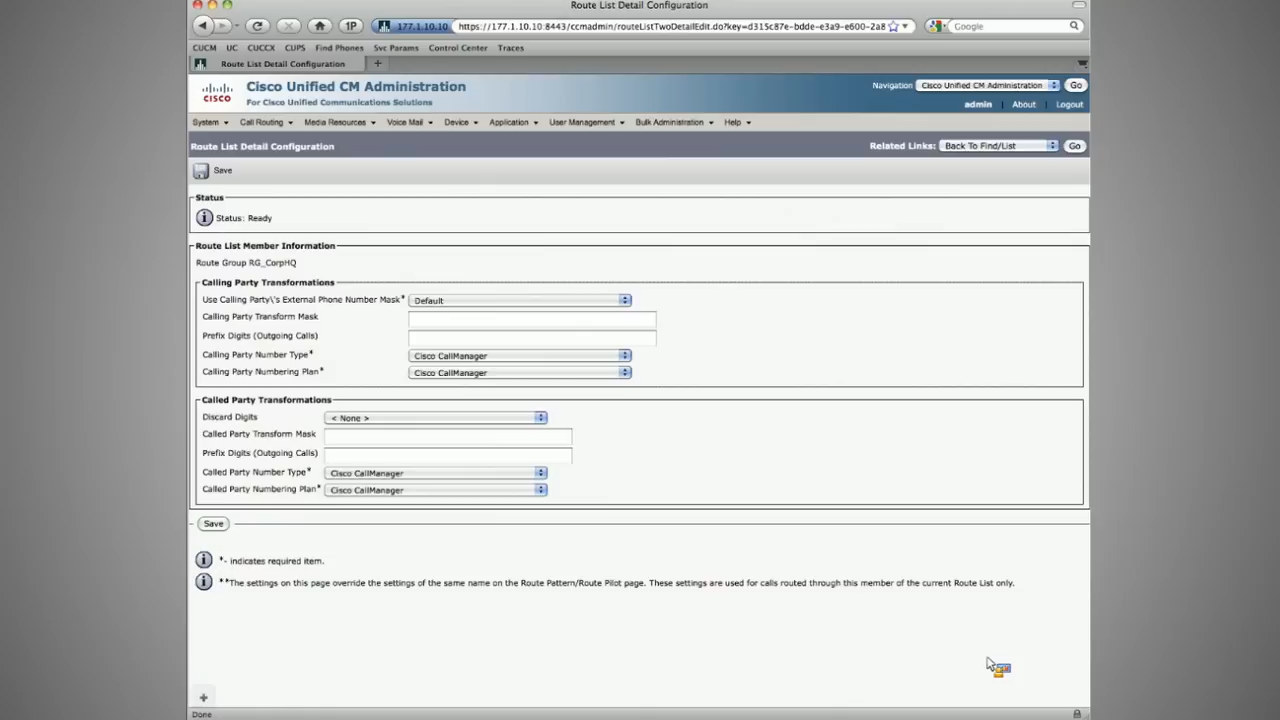 Route List Detail Configuration
1P
177.1.10.10
https://177.1.10.10:8443/ccmadmin/routeListTwoDetailEdit.do?key=d315c87e-bdde-e3a9-e600-2a8
Google
CUCM UC CUCCX CUPS Find Phones Svc Params Control Center Traces
Route List Detail Configuration
+
CISCO
Cisco Unified CM Administration
For Cisco Unified Communications Solutions
Navigation Cisco Unified CM Administration Go
admin | About | Logout
System Call Routing Media Resources Voice Mail Device Application User Management Bulk Administration Help
Route List Detail Configuration
Related Links: Back To Find/List Go
Save
Status
Status: Ready
Route List Member Information
Route Group RG_CorpHQ
Calling Party Transformations
Use Calling Party\'s External Phone Number Mask* Default
Calling Party Transform Mask
Prefix Digits (Outgoing Calls)
Calling Party Number Type* Cisco CallManager
Calling Party Numbering Plan* Cisco CallManager
Called Party Transformations
Discard Digits < None >
Called Party Transform Mask
Prefix Digits (Outgoing Calls)
Called Party Number Type* Cisco CallManager
Called Party Numbering Plan* Cisco CallManager
Save
*- indicates required item.
**The settings on this page override the settings of the same name on the Route Pattern/Route Pilot page. These settings are used for calls routed through this member of the current Route List only.
+
Done